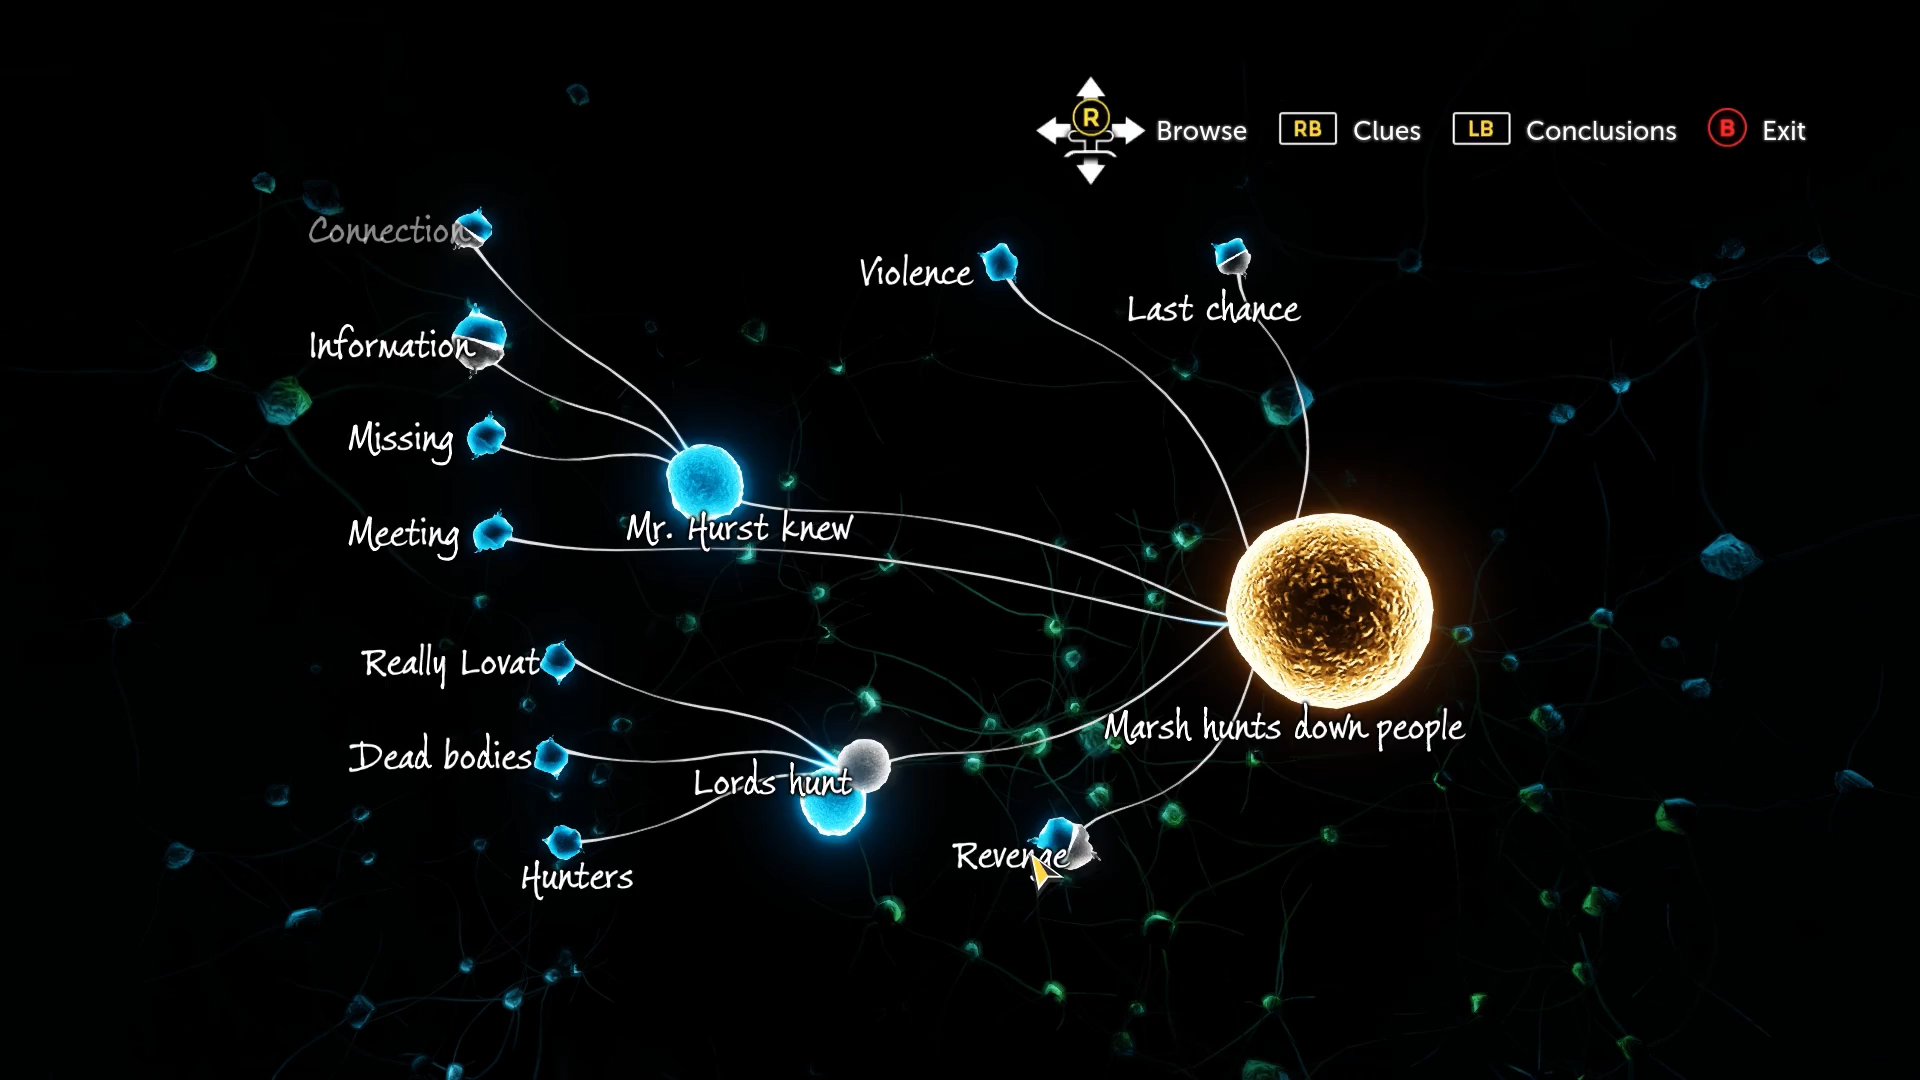 R
Browse
RB
Clues
LB
Conclusions
B
Exit
Connection
Violence
Last chance
Information
Missing
Meeting
Mr. Hurst knew
Really Lovat
Dead bodies
Lords hunt
Marsh hunts down people
Revenge
Hunters